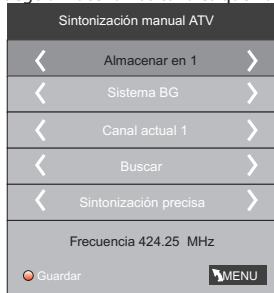 Sintonización manual ATV
Almacenar en 1
Sistema BG
Canal actual 1
Buscar
Sintonización precisa
Frecuencia 424.25 MHz
Guardar MENU